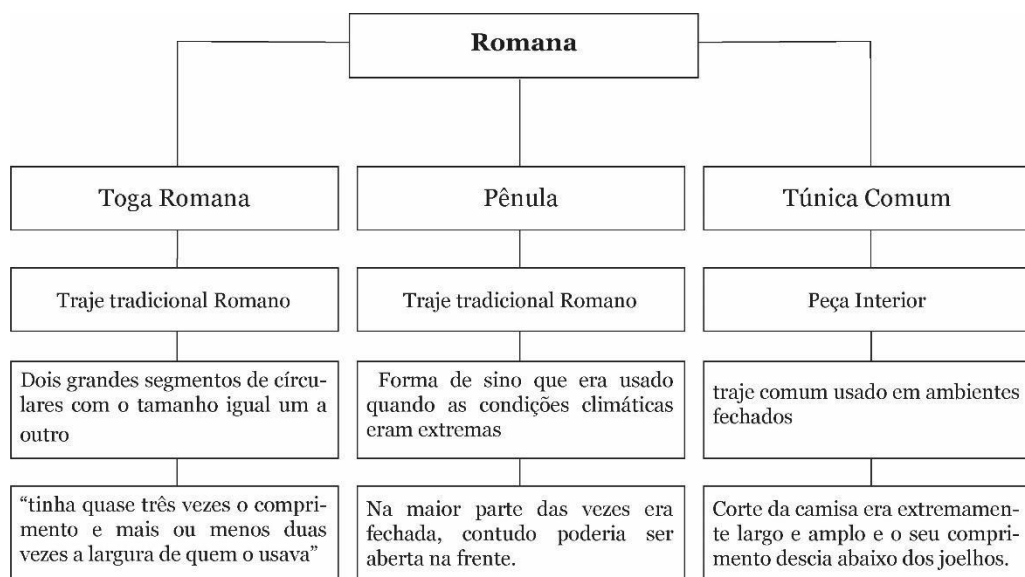 Romana
Toga Romana
Pênula
Túnica Comum
Traje tradicional Romano
Traje tradicional Romano
Peça Interior
Dois grandes segmentos de círcu-
lares com o tamanho igual um a
outro
Forma de sino que era usado
quando as condições climáticas
eram extremas
traje comum usado em ambientes
fechados
“tinha quase três vezes o compri-
mento e mais ou menos duas
vezes a largura de quem o usava”
Na maior parte das vezes era
fechada, contudo poderia ser
aberta na frente.
Corte da camisa era extremamen-
te largo e amplo e o seu compri-
mento descia abaixo dos joelhos.